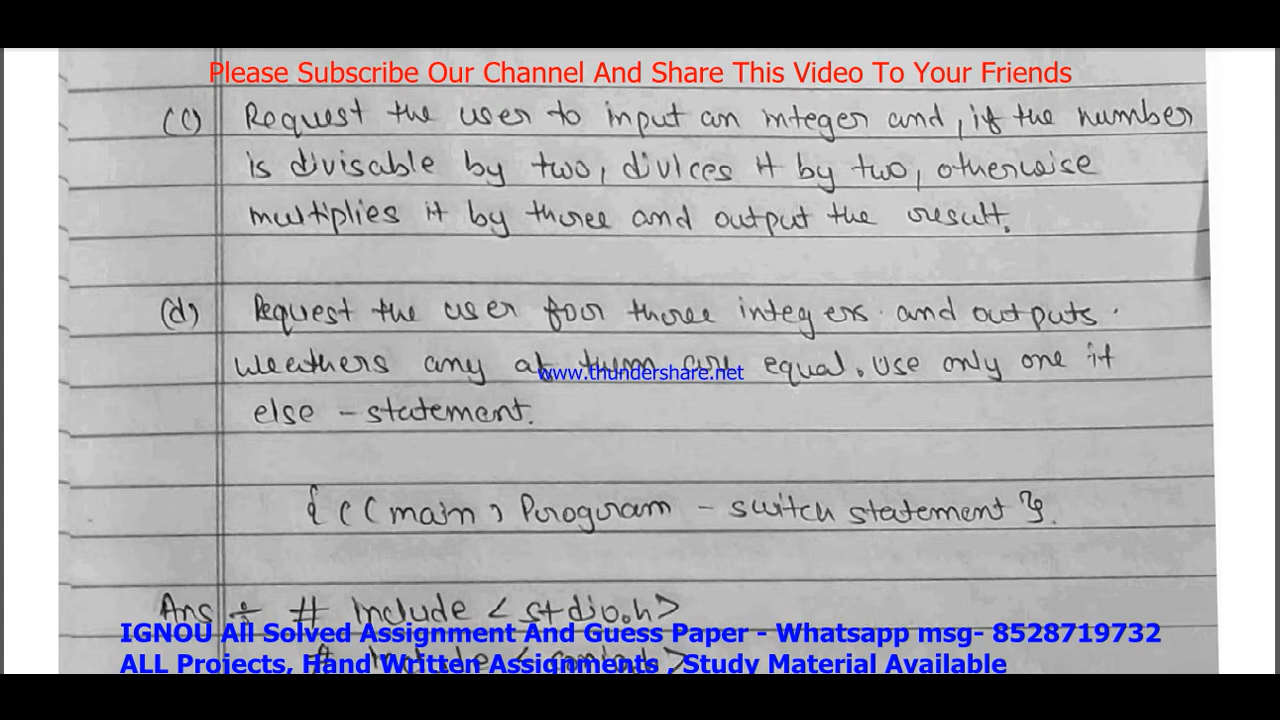 Please Subscribe Our Channel And Share This Video To Your Friends
(c) Request the user to input an integer and, if the number
is divisable by two, divices it by two, otherwise
multiplies it by three and output the result.
(d) Request the user for three integers and outputs
weathers any at equal. Use only one if
www.thundershare.net
else - statement.
{ ( ( main ) Program - switch statement }.
Ans ÷ # include < stdio.h>
IGNOU All Solved Assignment And Guess Paper - Whatsapp msg- 8528719732
# include <
ALL Projects, Hand Written Assignments , Study Material Available